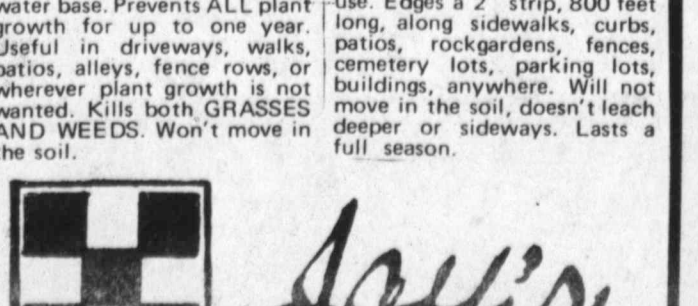 water base. Prevents ALL plant
growth for up to one year.
Useful in driveways, walks,
patios, alleys, fence rows, or
wherever plant growth is not
wanted. Kills both GRASSES
AND WEEDS. Won't move in
the soil.
use. Edges a 2" strip, 800 feet
long, along sidewalks, curbs,
patios, rockgardens, fences,
cemetery lots, parking lots,
buildings, anywhere. Will not
move in the soil, doesn't leach
deeper or sideways. Lasts a
full season.